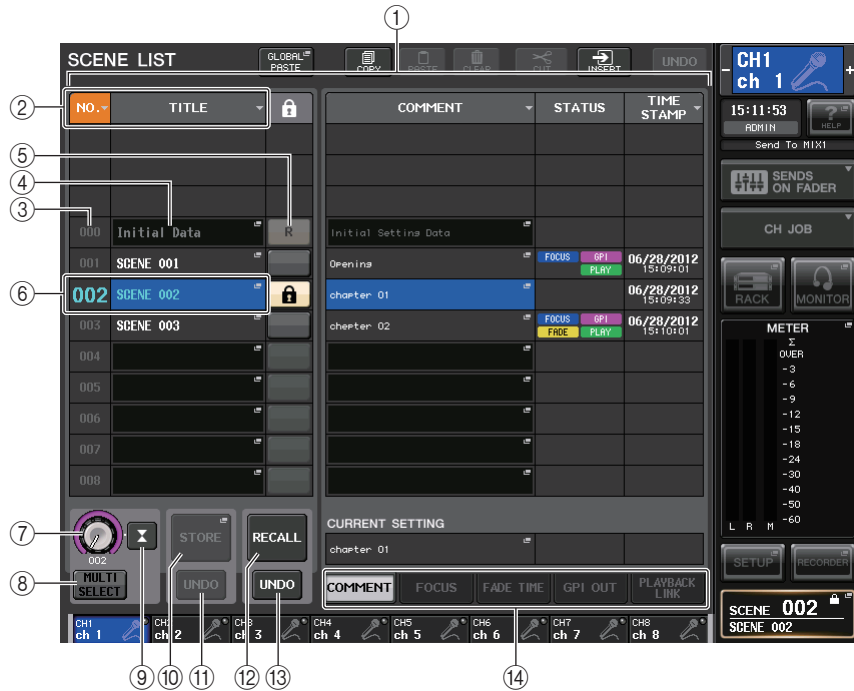 ①
SCENE LIST
GLOBAL PASTE
COPY
PASTE
CLEAR
CUT
INSERT
UNDO
CH1
ch 1
- +
② NO. TITLE
COMMENT
STATUS
TIME STAMP
15:11:53
ADMIN
?
HELP
Send To MIX1
SENDS ON FADER
CH JOB
RACK
MONITOR
⑤
④
③ 000 Initial Data R Initial Setting Data
001 SCENE 001 Opening FOCUS GPI PLAY 06/28/2012 15:09:01
⑥ 002 SCENE 002 chapter 01 06/28/2012 15:09:33
003 SCENE 003 chepter 02 FOCUS GPI FADE PLAY 06/28/2012 15:10:01
004
005
006
007
008
METER
Σ
OVER
-3
-6
-9
-12
-15
-18
-24
-30
-40
-50
-60
L R M
⑦
002
STORE
RECALL
CURRENT SETTING
chapter 01
⑧ MULTI SELECT
UNDO
UNDO
COMMENT
FOCUS
FADE TIME
GPI OUT
PLAYBACK LINK
SETUP
RECORDER
SCENE 002
SCENE 002
CH1 ch 1
CH2 ch 2
CH3 ch 3
CH4 ch 4
CH5 ch 5
CH6 ch 6
CH7 ch 7
CH8 ch 8
⑨ ⑩ ⑪ ⑫ ⑬ ⑭